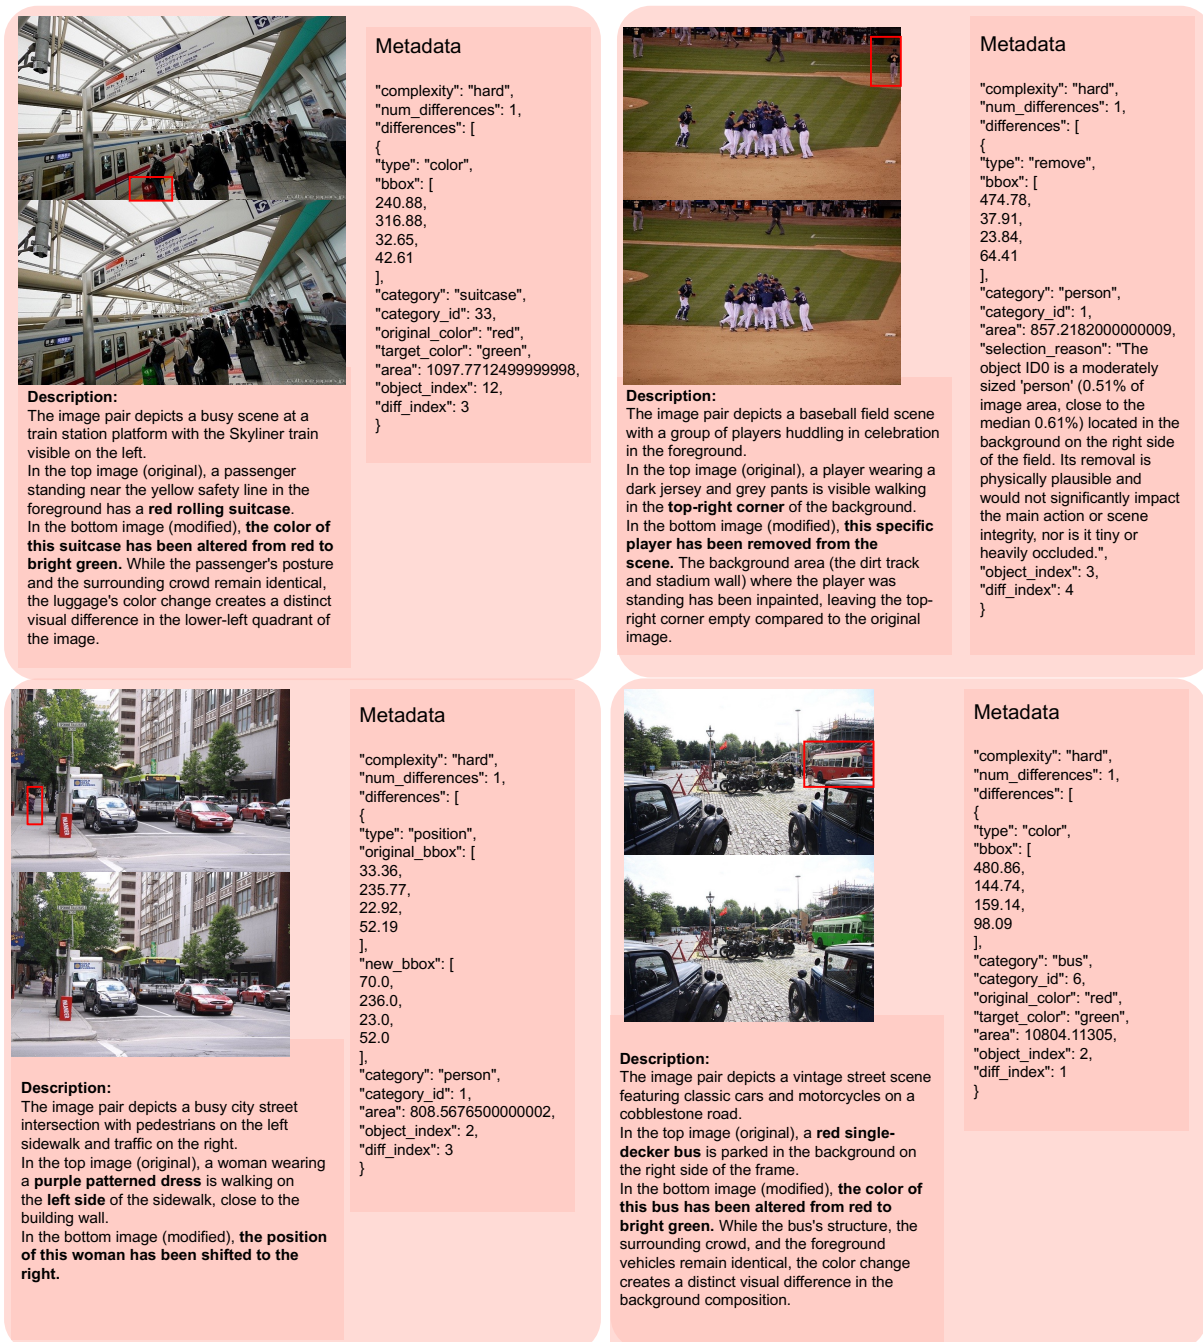 Metadata
"complexity": "hard",
"num_differences": 1,
"differences": [
{
"type": "color",
"bbox": [
240.88,
316.88,
32.65,
42.61
],
"category": "suitcase",
"category_id": 33,
"original_color": "red",
"target_color": "green",
"area": 1097.7712499999998,
"object_index": 12,
"diff_index": 3
}
Description:
The image pair depicts a busy scene at a
train station platform with the Skyliner train
visible on the left.
In the top image (original), a passenger
standing near the yellow safety line in the
foreground has a red rolling suitcase.
In the bottom image (modified), the color of
this suitcase has been altered from red to
bright green. While the passenger's posture
and the surrounding crowd remain identical,
the luggage's color change creates a distinct
visual difference in the lower-left quadrant of
the image.
Metadata
"complexity": "hard",
"num_differences": 1,
"differences": [
{
"type": "remove",
"bbox": [
474.78,
37.91,
23.84,
64.41
],
"category": "person",
"category_id": 1,
"area": 857.2182000000009,
"selection_reason": "The
object ID0 is a moderately
sized 'person' (0.51% of
image area, close to the
median 0.61%) located in the
background on the right side
of the field. Its removal is
physically plausible and
would not significantly impact
the main action or scene
integrity, nor is it tiny or
heavily occluded.",
"object_index": 3,
"diff_index": 4
}
Description:
The image pair depicts a baseball field scene
with a group of players huddling in celebration
in the foreground.
In the top image (original), a player wearing a
dark jersey and grey pants is visible walking
in the top-right corner of the background.
In the bottom image (modified), this specific
player has been removed from the
scene. The background area (the dirt track
and stadium wall) where the player was
standing has been inpainted, leaving the top-
right corner empty compared to the original
image.
Metadata
"complexity": "hard",
"num_differences": 1,
"differences": [
{
"type": "position",
"original_bbox": [
33.36,
235.77,
22.92,
52.19
],
"new_bbox": [
70.0,
236.0,
23.0,
52.0
],
"category": "person",
"category_id": 1,
"area": 808.5676500000002,
"object_index": 2,
"diff_index": 3
}
Description:
The image pair depicts a busy city street
intersection with pedestrians on the left
sidewalk and traffic on the right.
In the top image (original), a woman wearing
a purple patterned dress is walking on
the left side of the sidewalk, close to the
building wall.
In the bottom image (modified), the position
of this woman has been shifted to the
right.
Metadata
"complexity": "hard",
"num_differences": 1,
"differences": [
{
"type": "color",
"bbox": [
480.86,
144.74,
159.14,
98.09
],
"category": "bus",
"category_id": 6,
"original_color": "red",
"target_color": "green",
"area": 10804.11305,
"object_index": 2,
"diff_index": 1
}
Description:
The image pair depicts a vintage street scene
featuring classic cars and motorcycles on a
cobblestone road.
In the top image (original), a red single-
decker bus is parked in the background on
the right side of the frame.
In the bottom image (modified), the color of
this bus has been altered from red to
bright green. While the bus's structure, the
surrounding crowd, and the foreground
vehicles remain identical, the color change
creates a distinct visual difference in the
background composition.